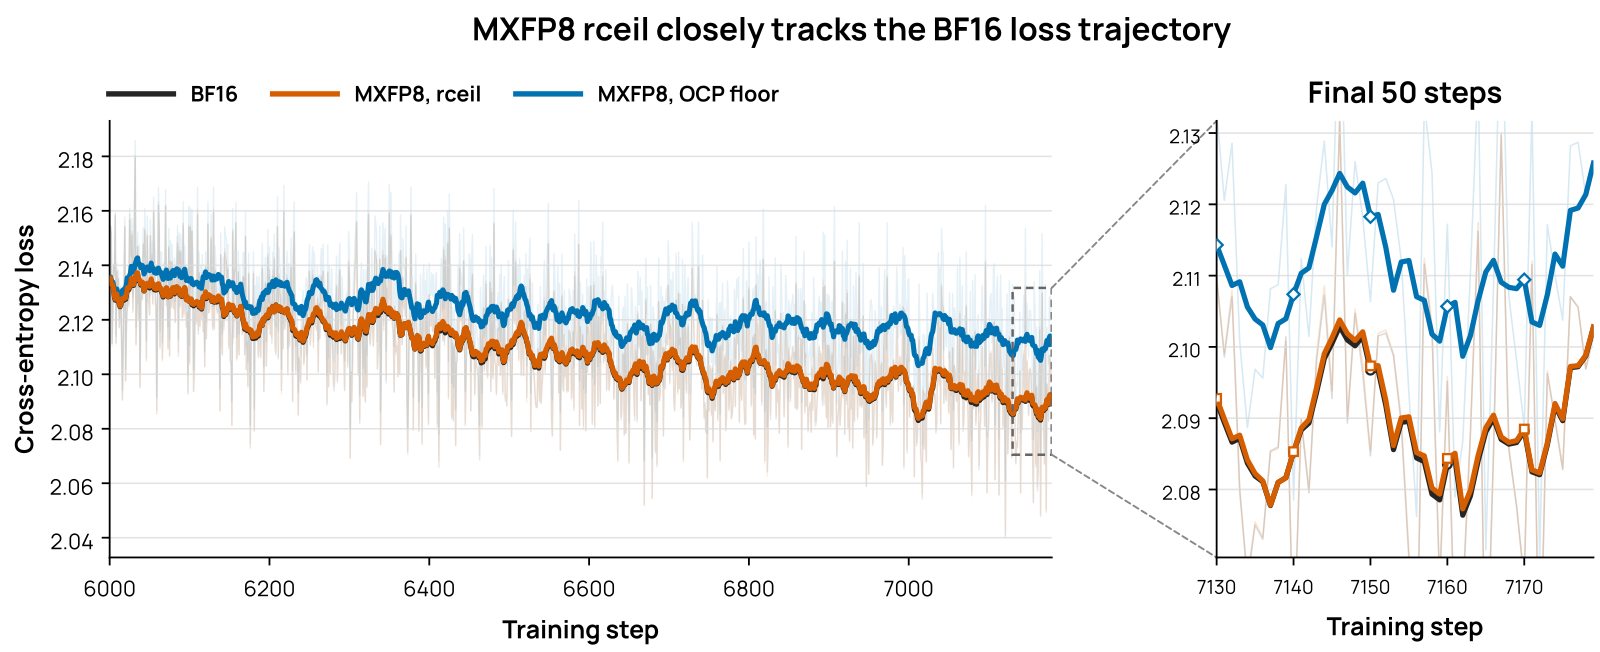 MXFP8 rceil closely tracks the BF16 loss trajectory
BF16
MXFP8, rceil
MXFP8, OCP floor
Cross-entropy loss
2.18
2.16
2.14
2.12
2.10
2.08
2.06
2.04
6000 6200 6400 6600 6800 7000
Training step
Final 50 steps
2.13
2.12
2.11
2.10
2.09
2.08
7130 7140 7150 7160 7170
Training step